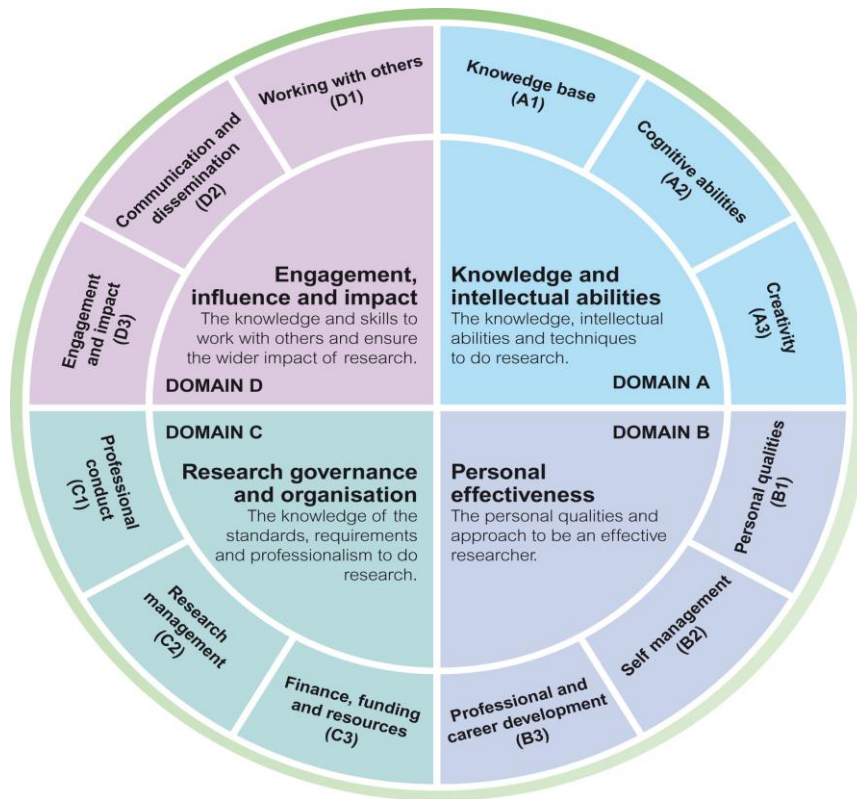 Working with others
(D1)
Knowedge base
(A1)
Communication and
dissemination
(D2)
Cognitive abilities
(A2)
Engagement
and impact
(D3)
Creativity
(A3)
Engagement,
influence and impact
The knowledge and skills to
work with others and ensure
the wider impact of research.
DOMAIN D
Knowledge and
intellectual abilities
The knowledge, intellectual
abilities and techniques
to do research.
DOMAIN A
DOMAIN C
Research governance
and organisation
The knowledge of the
standards, requirements
and professionalism to do
research.
DOMAIN B
Personal
effectiveness
The personal qualities and
approach to be an effective
researcher.
Professional
conduct
(C1)
Personal qualities
(B1)
Research
management
(C2)
Self management
(B2)
Finance, funding
and resources
(C3)
Professional and
career development
(B3)